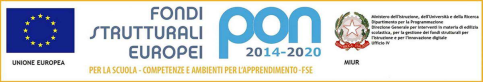 FONDI
STRUTTURALI
EUROPEI
pon
2014-2020
PER LA SCUOLA - COMPETENZE E AMBIENTI PER L'APPRENDIMENTO - FSE
UNIONE EUROPEA
Ministero dell'Istruzione, dell'Università e della Ricerca
Dipartimento per la Programmazione
Direzione Generale per interventi in materia di edilizia
scolastica, per la gestione dei fondi strutturali per
l'istruzione e per l'innovazione digitale
Ufficio IV
MIUR